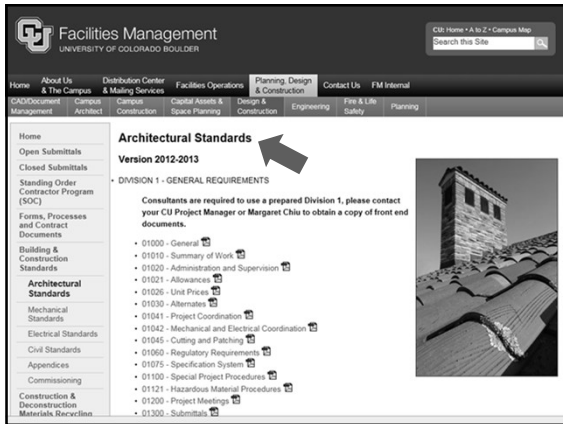 Facilities Management
UNIVERSITY OF COLORADO BOULDER
CU: Home • A to Z • Campus Map
Search this Site
Home
About Us & The Campus
Distribution Center & Mailing Services
Facilities Operations
Planning, Design & Construction
Contact Us
FM Internal
CAD/Document Management
Campus Architect
Campus Construction
Capital Assets & Space Planning
Design & Construction
Engineering
Fire & Life Safety
Planning
Home
Open Submittals
Closed Submittals
Standing Order
Contractor Program
(SOC)
Forms, Processes
and Contract
Documents
Building &
Construction
Standards
Architectural
Standards
Mechanical
Standards
Electrical Standards
Civil Standards
Appendices
Commissioning
Construction &
Deconstruction
Materials Recycling
Architectural Standards
Version 2012-2013
• DIVISION 1 - GENERAL REQUIREMENTS
Consultants are required to use a prepared Division 1, please contact
your CU Project Manager or Margaret Chiu to obtain a copy of front end
documents.
• 01000 - General
• 01010 - Summary of Work
• 01020 - Administration and Supervision
• 01021 - Allowances
• 01026 - Unit Prices
• 01030 - Alternates
• 01041 - Project Coordination
• 01042 - Mechanical and Electrical Coordination
• 01045 - Cutting and Patching
• 01060 - Regulatory Requirements
• 01075 - Specification System
• 01100 - Special Project Procedures
• 01121 - Hazardous Material Procedures
• 01200 - Project Meetings
• 01300 - Submittals